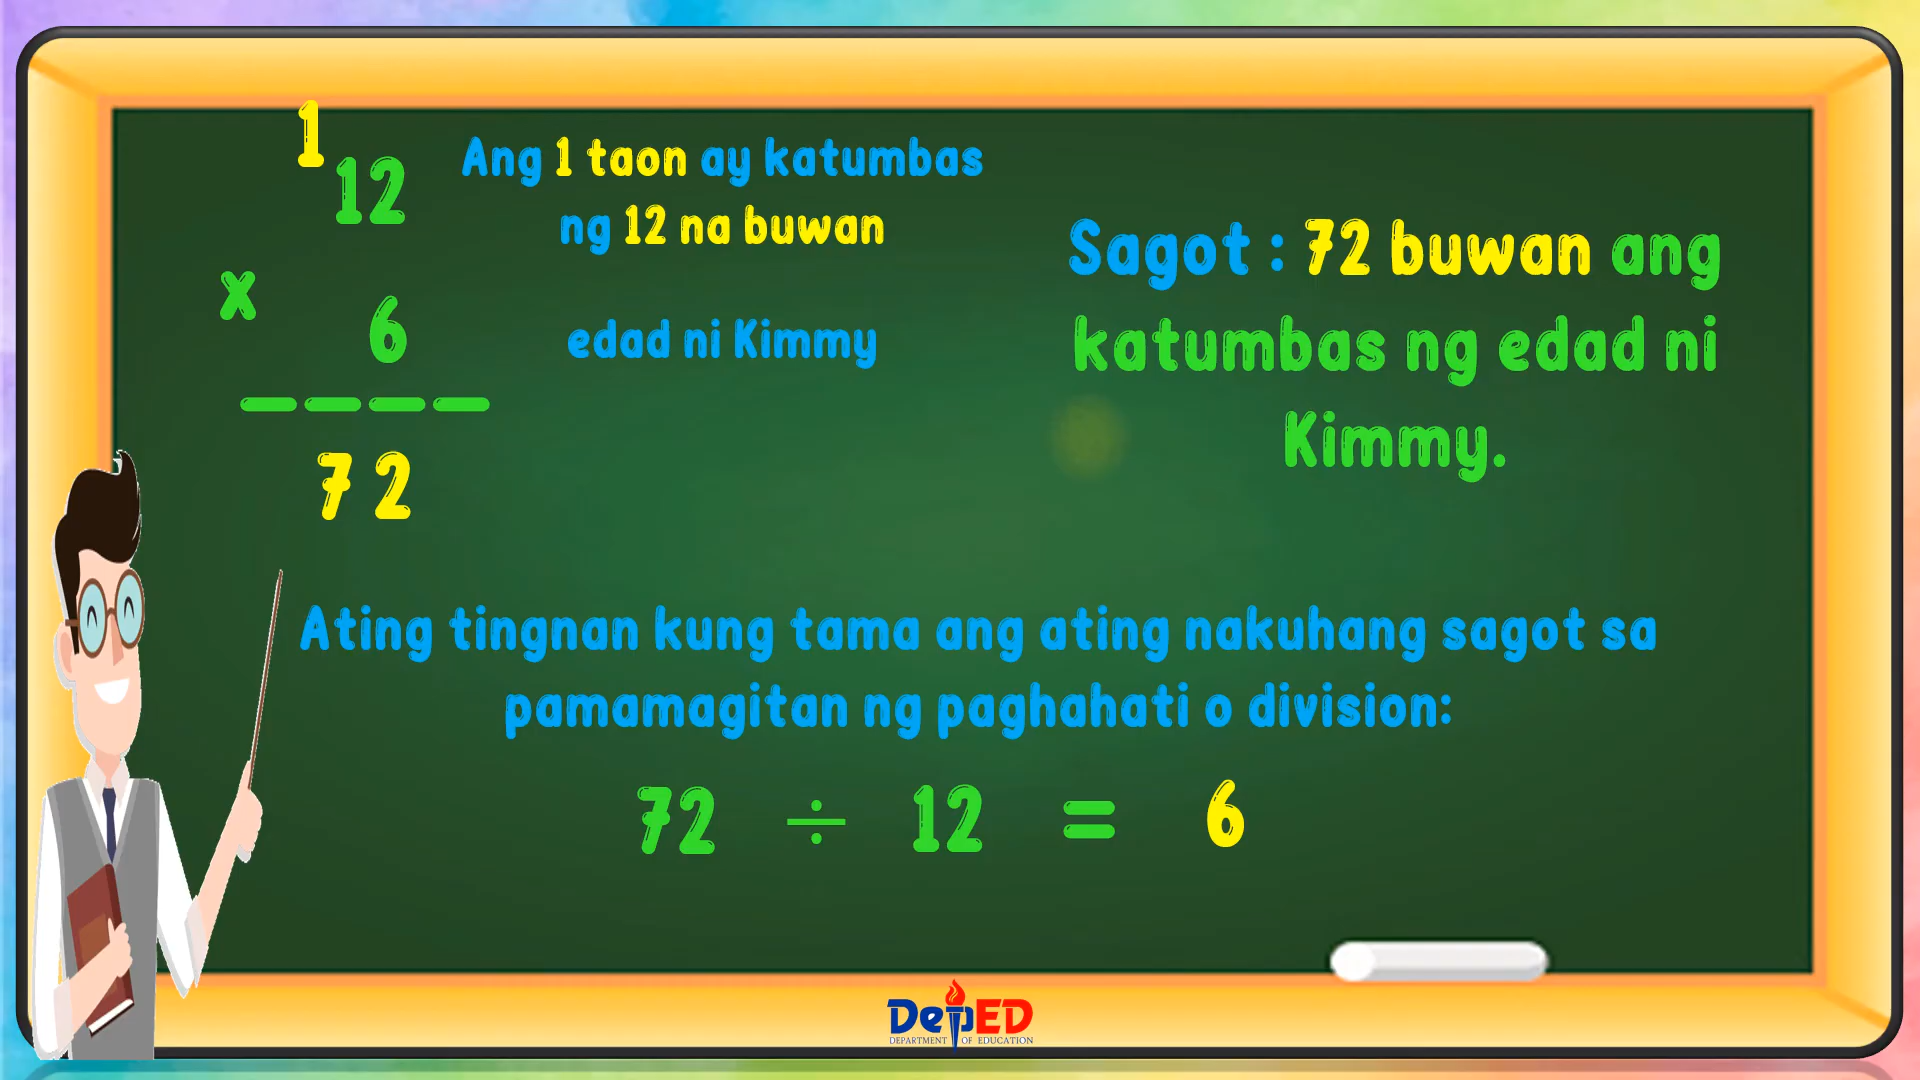 1
12
x
6
72
Ang 1 taon ay katumbas
ng 12 na buwan
edad ni Kimmy
Sagot : 72 buwan ang
katumbas ng edad ni
Kimmy.
Ating tingnan kung tama ang ating nakuhang sagot sa
pamamagitan ng paghahati o division:
72 ÷ 12 = 6
DepED
DEPARTMENT OF EDUCATION